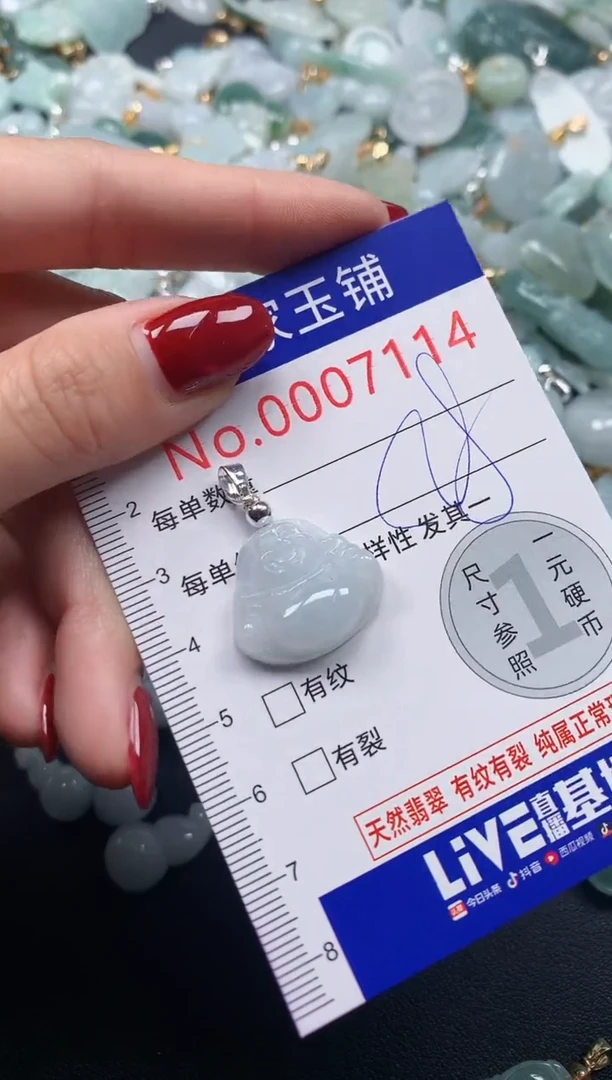 玉铺
No.0007114
每单数
每单 样性发其一
一元硬币
1
尺寸参照
有纹
有裂
天然翡翠 有纹有裂 纯属正常
LiVE 直播基
今日头条 抖音 西瓜视频
2
3
4
5
6
7
8